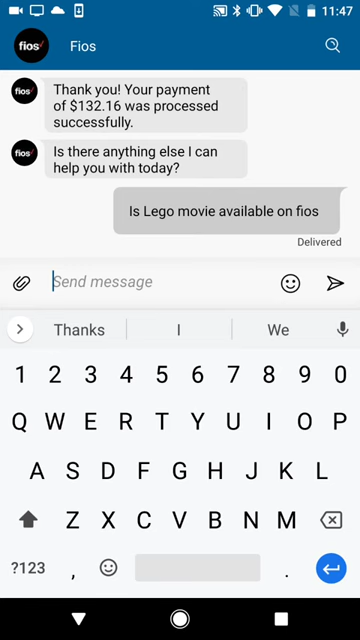 11:47
fios
Fios
fios
Thank you! Your payment
of $132.16 was processed
successfully.
fios
Is there anything else I can
help you with today?
Is Lego movie available on fios
Delivered
Send message
Thanks I We
1 2 3 4 5 6 7 8 9 0
Q W E R T Y U I O P
A S D F G H J K L
Z X C V B N M
?123 , .